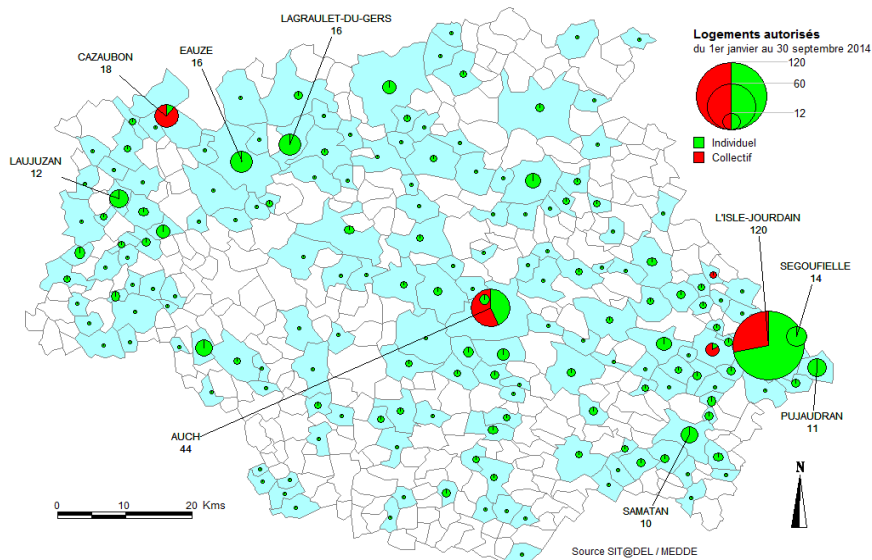 LAGRAULET-DU-GERS
16
EAUZE
16
CAZAUBON
18
LAUJUZAN
12
Logements autorisés
du 1er janvier au 30 septembre 2014
120
60
12
Individuel
Collectif
L'ISLE-JOURDAIN
120
SEGOUFIELLE
14
PUJAUDRAN
11
AUCH
44
SAMATAN
10
N
0 10 20 Kms
Source SIT@DEL / MEDDE